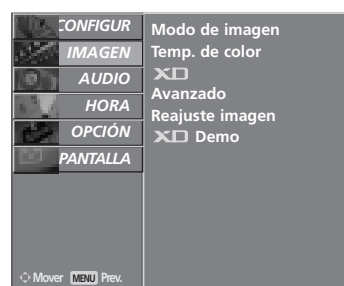 CONFIGUR
IMAGEN
AUDIO
HORA
OPCIÓN
PANTALLA
Mover MENU Prev.
Modo de imagen
Temp. de color
XD
Avanzado
Reajuste imagen
XD Demo